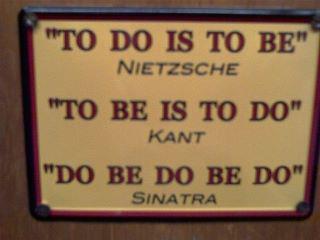 "TO DO IS TO BE"
NIETZSCHE
"TO BE IS TO DO"
KANT
"DO BE DO BE DO"
SINATRA